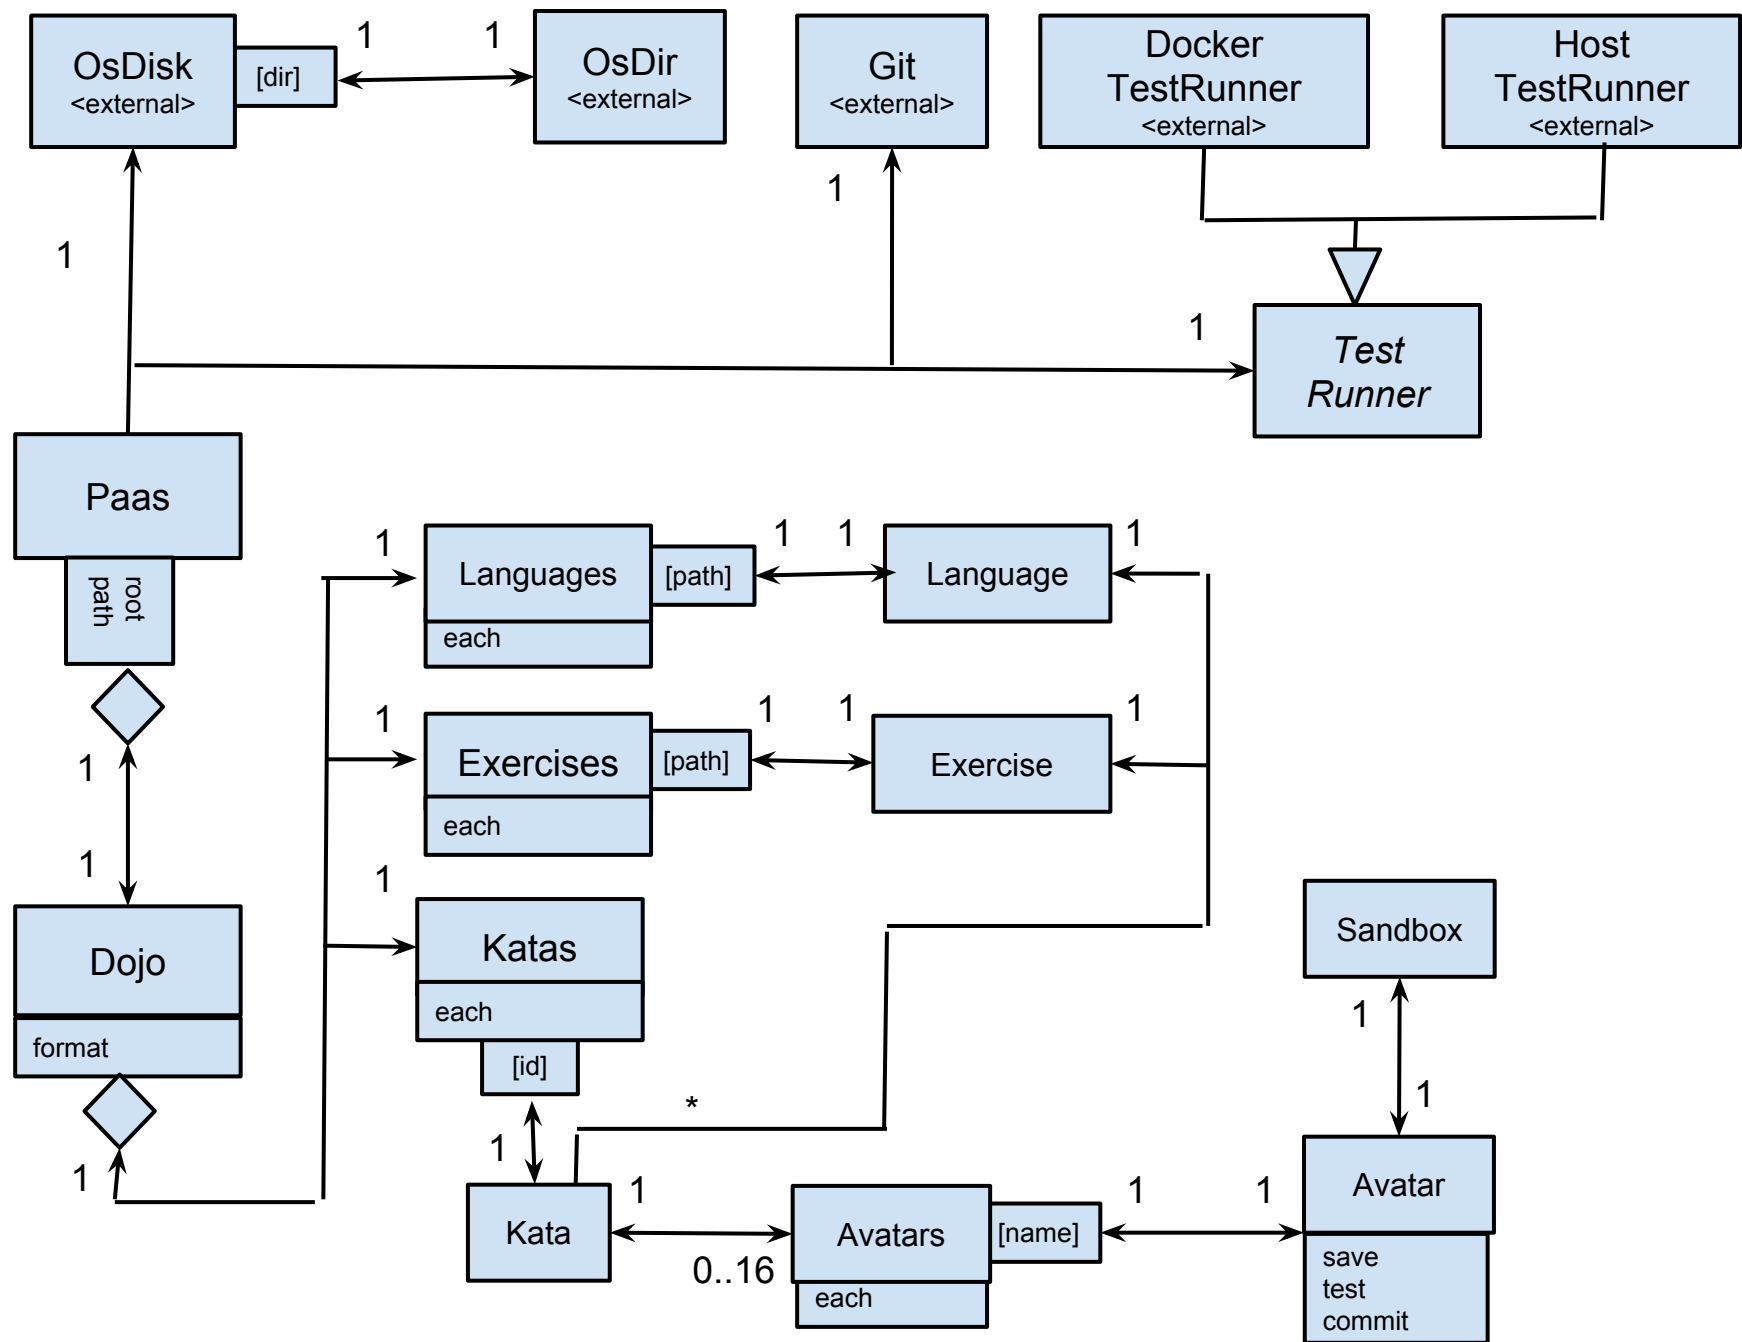 OsDisk
<external>
[dir]
1
1
OsDir
<external>
Git
<external>
Docker
TestRunner
<external>
Host
TestRunner
<external>
1
1
1
Test
Runner
Paas
root
path
1
1
Dojo
format
1
1
Languages
each
[path]
1
1
Language
1
1
Exercises
each
[path]
1
1
Exercise
1
1
Katas
each
[id]
1
*
Kata
1
0..16
Avatars
each
[name]
1
1
Sandbox
1
1
Avatar
save
test
commit